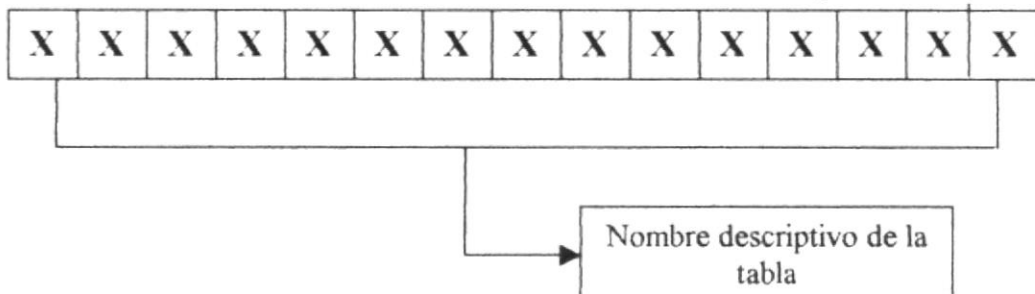 X X X X X X X X X X X X X X X
Nombre descriptivo de la
tabla